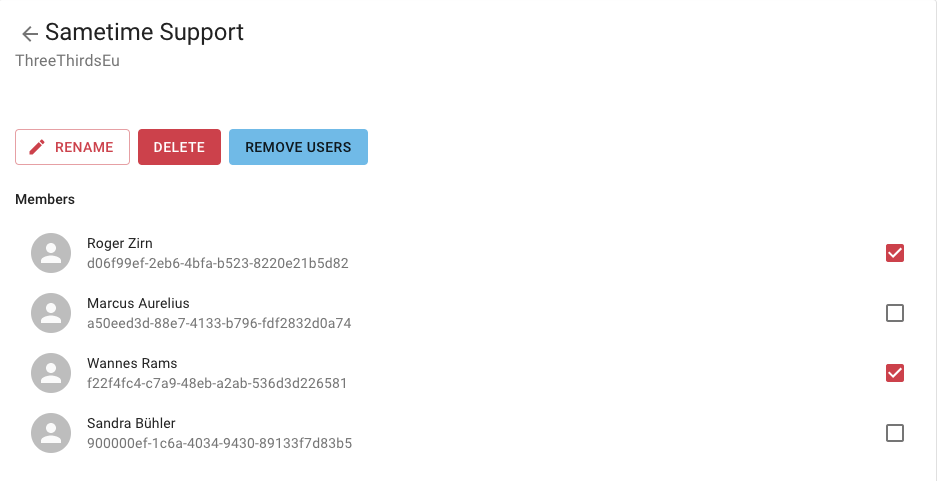 Sametime Support
ThreeThirdsEu
RENAME
DELETE
REMOVE USERS
Members
Roger Zirn
d06f99ef-2eb6-4bfa-b523-8220e21b5d82
Marcus Aurelius
a50eed3d-88e7-4133-b796-fdf2832d0a74
Wannes Rams
f22f4fc4-c7a9-48eb-a2ab-536d3d226581
Sandra Bühler
900000ef-1c6a-4034-9430-89133f7d83b5